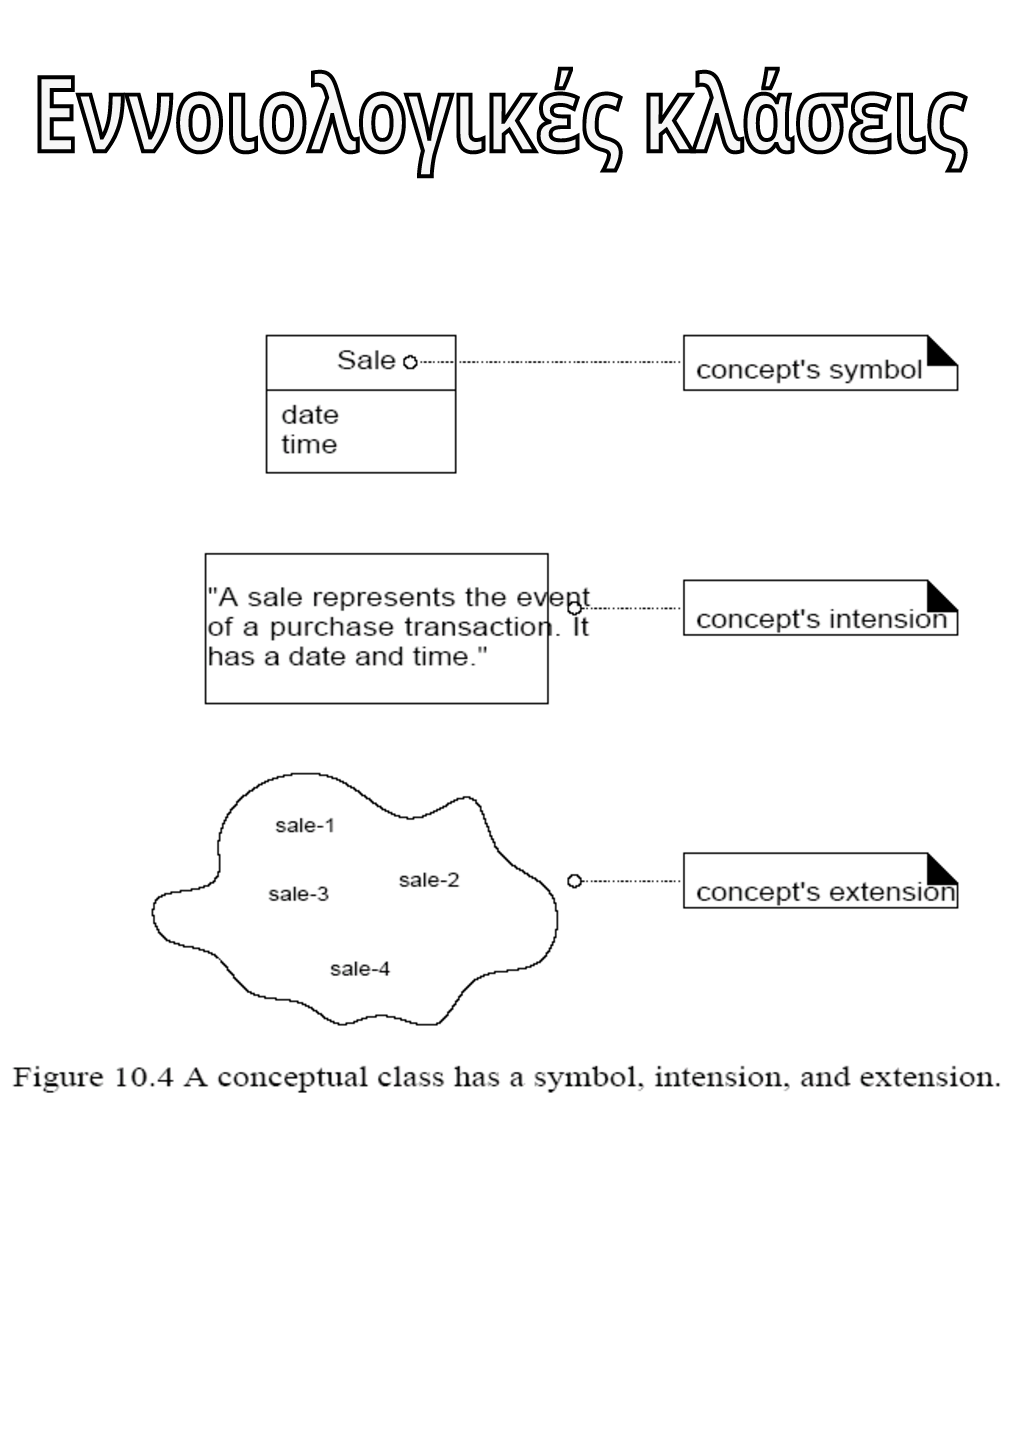 Εννοιολογικές κλάσεις
Sale
concept's symbol
date
time
"A sale represents the event
of a purchase transaction. It
has a date and time."
concept's intension
sale-1
sale-2
sale-3
sale-4
concept's extension
Figure 10.4 A conceptual class has a symbol, intension, and extension.